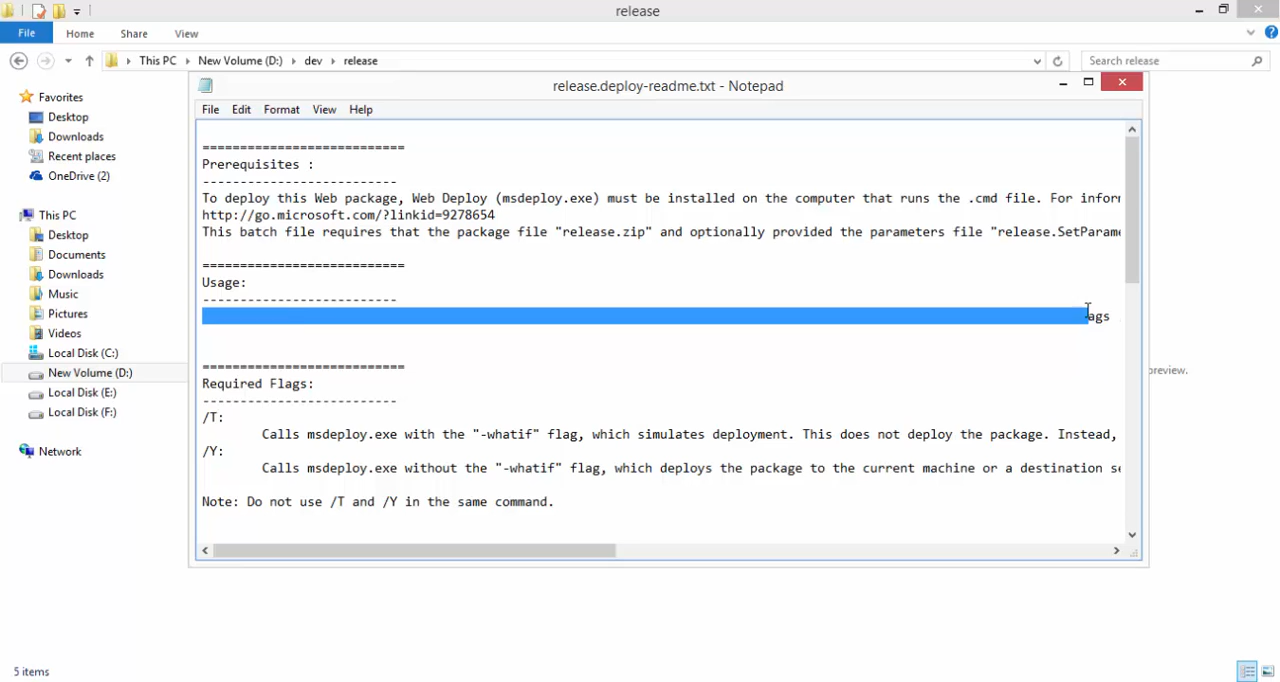 release
File
Home
Share
View
This PC
New Volume (D:)
dev
release
Search release
Favorites
Desktop
Downloads
Recent places
OneDrive (2)
This PC
Desktop
Documents
Downloads
Music
Pictures
Videos
Local Disk (C:)
New Volume (D:)
Local Disk (E:)
Local Disk (F:)
Network
5 items
preview.
release.deploy-readme.txt - Notepad
File Edit Format View Help
===========================
Prerequisites :
--------------------------
To deploy this Web package, Web Deploy (msdeploy.exe) must be installed on the computer that runs the .cmd file. For infor
http://go.microsoft.com/?linkid=9278654
This batch file requires that the package file "release.zip" and optionally provided the parameters file "release.SetParame
===========================
Usage:
--------------------------
ags
===========================
Required Flags:
--------------------------
/T:
Calls msdeploy.exe with the "-whatif" flag, which simulates deployment. This does not deploy the package. Instead,
/Y:
Calls msdeploy.exe without the "-whatif" flag, which deploys the package to the current machine or a destination se
Note: Do not use /T and /Y in the same command.